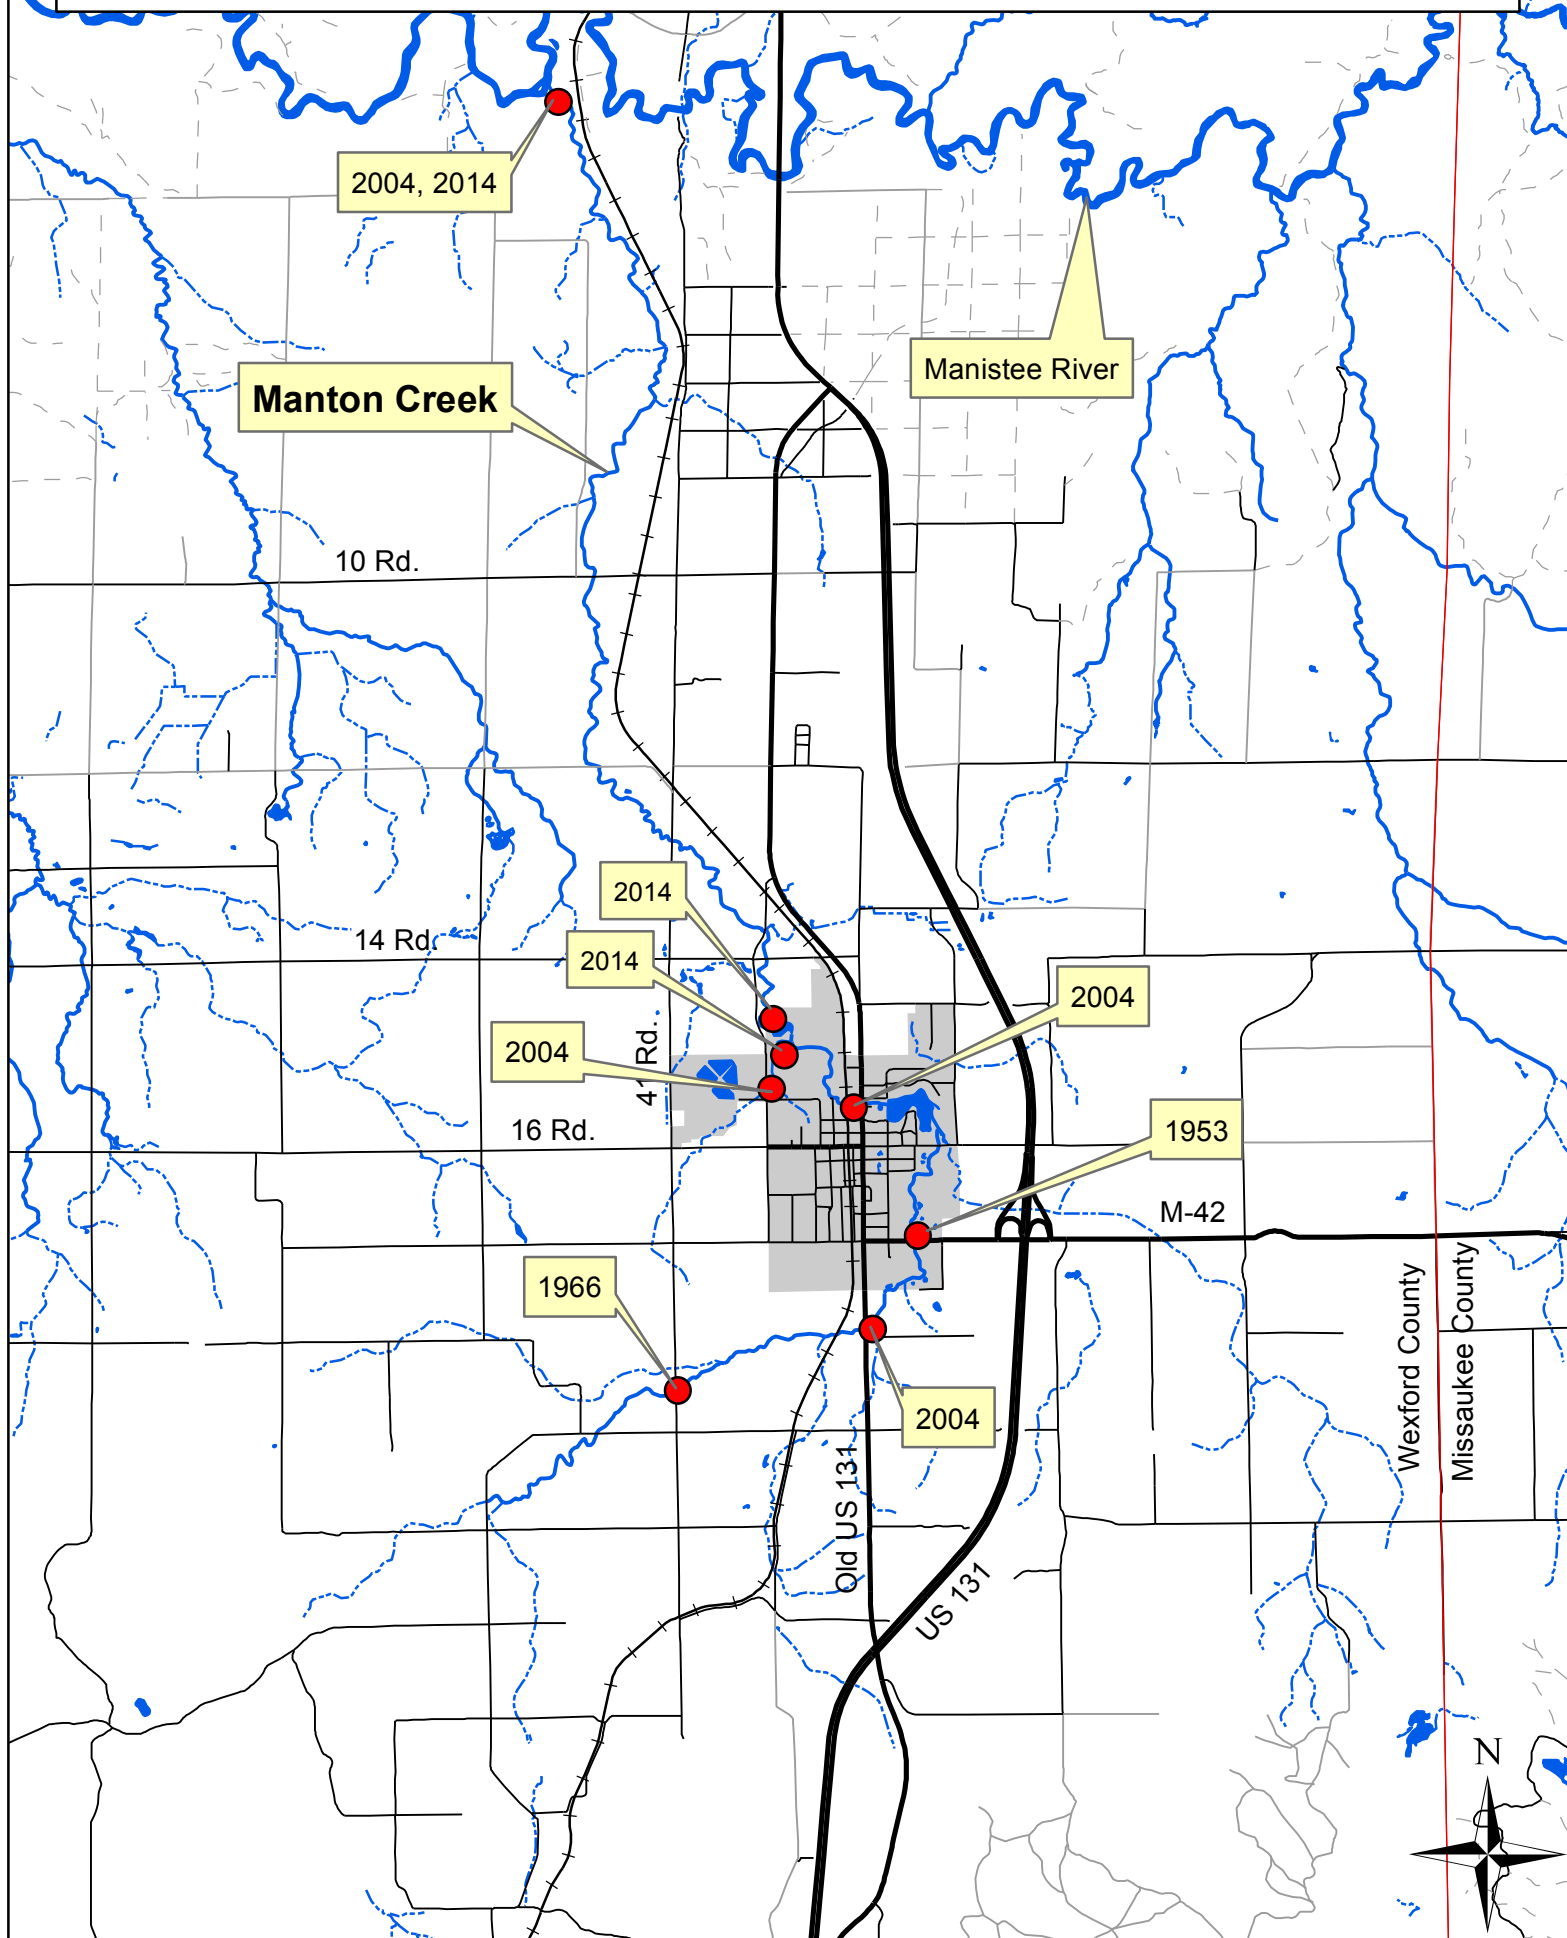 2004, 2014
Manistee River
Manton Creek
10 Rd.
2014
14 Rd.
2014
2004
2004
41 Rd.
16 Rd.
1953
M-42
1966
Wexford County
Missaukee County
2004
Old US 131
US 131
N